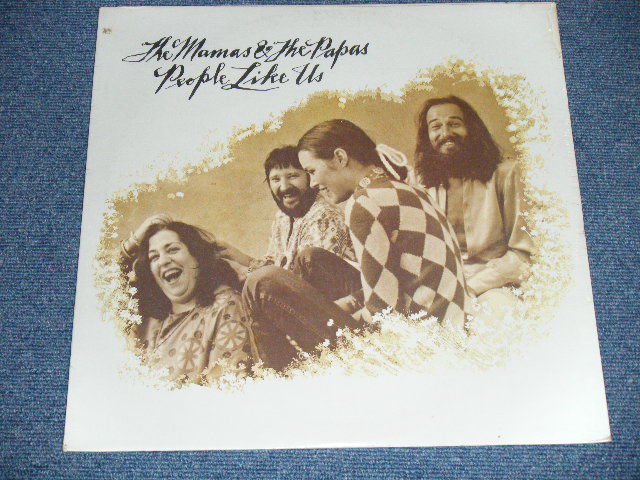 The Mamas & The Papas
People Like Us